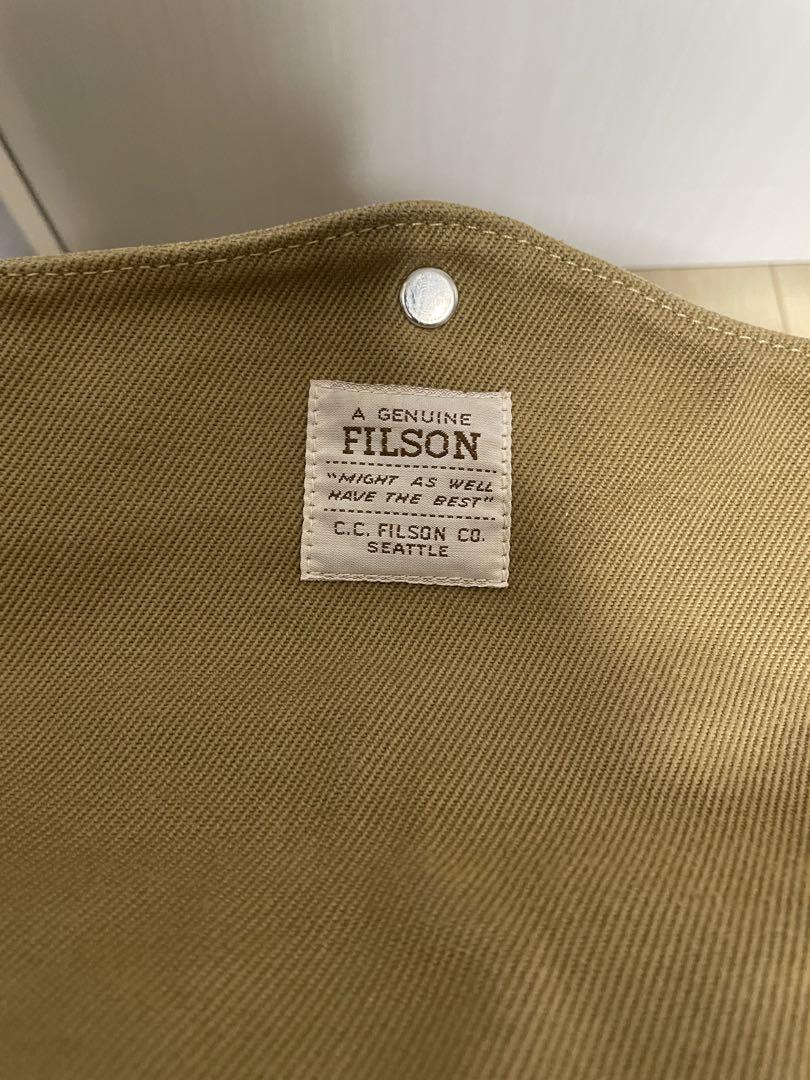 A GENUINE
FILSON
"MIGHT AS WELL
HAVE THE BEST"
C.C. FILSON CO.
SEATTLE